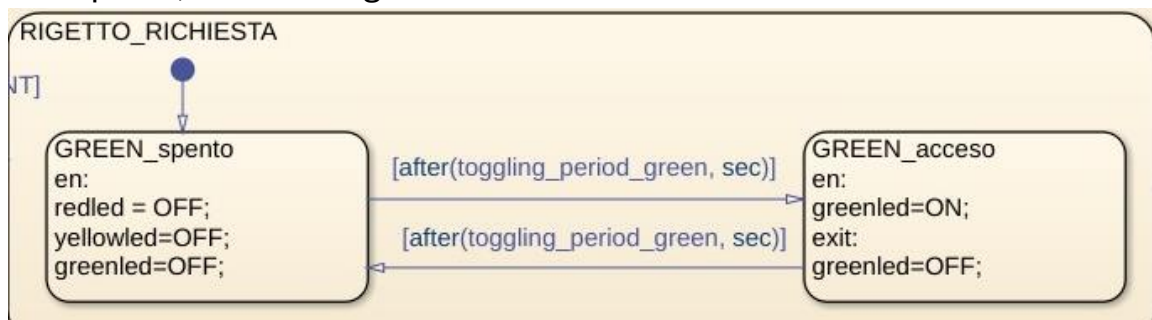 RIGETTO_RICHIESTA
NT]
GREEN_spento
en:
redled = OFF;
yellowled=OFF;
greenled=OFF;
[after(toggling_period_green, sec)]
[after(toggling_period_green, sec)]
GREEN_acceso
en:
greenled=ON;
exit:
greenled=OFF;